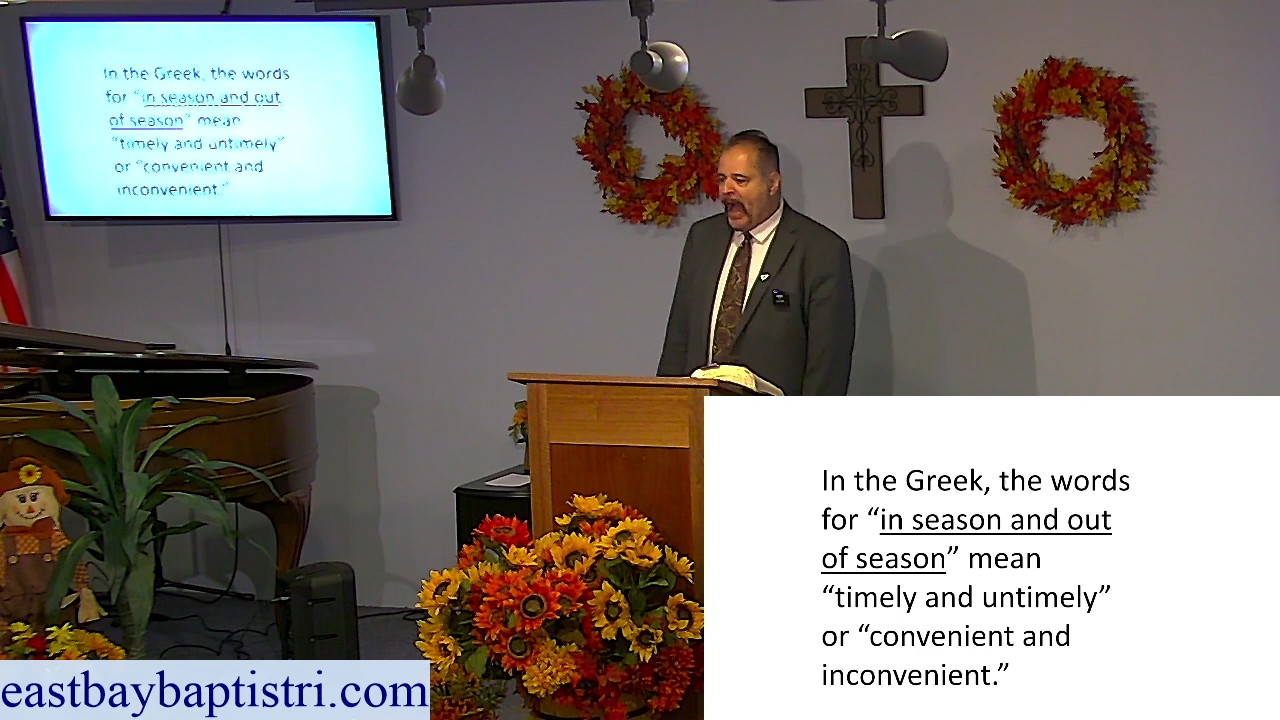 In the Greek, the words
for “in season and out
of season” mean
“timely and untimely”
or “convenient and
inconvenient.”
In the Greek, the words
for “in season and out
of season” mean
“timely and untimely”
or “convenient and
inconvenient.”
eastbaybaptistri.com